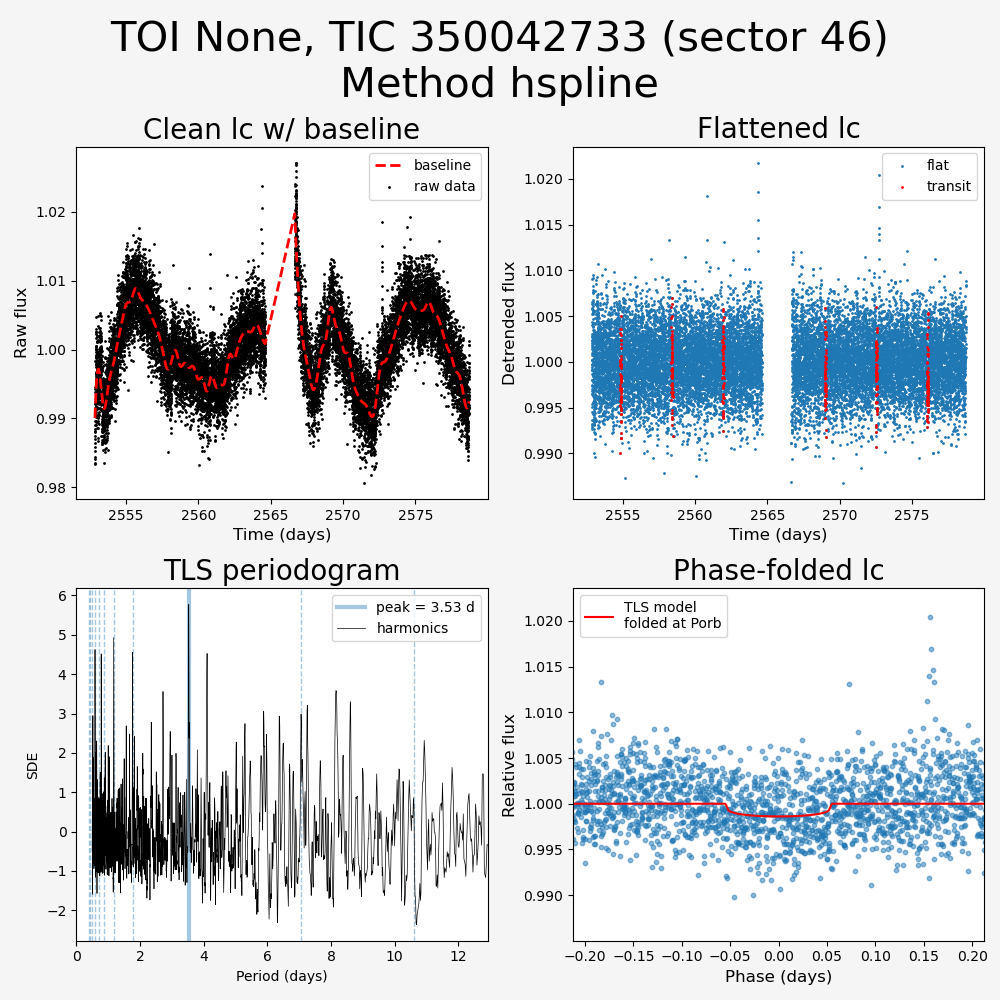 TOI None, TIC 350042733 (sector 46)
Method hspline
Clean lc w/ baseline
Raw flux
1.02
1.01
1.00
0.99
0.98
baseline
raw data
2555
2560
2565
2570
2575
Time (days)
Flattened lc
Detrended flux
1.020
1.015
1.010
1.005
1.000
0.995
0.990
flat
transit
2555
2560
2565
2570
2575
Time (days)
TLS periodogram
SDE
6
5
4
3
2
1
0
−1
−2
peak = 3.53 d
harmonics
0
2
4
6
8
10
12
Period (days)
Phase-folded lc
Relative flux
1.020
1.015
1.010
1.005
1.000
0.995
0.990
TLS model
folded at Porb
−0.20
−0.15
−0.10
−0.05
0.00
0.05
0.10
0.15
0.20
Phase (days)